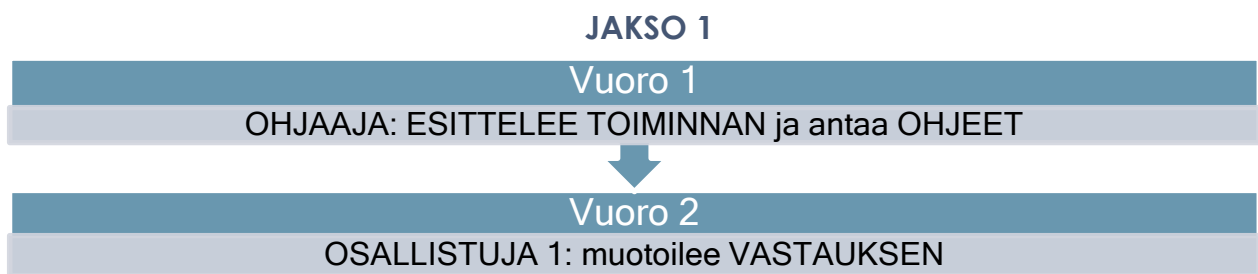 JAKSO 1
Vuoro 1
OHJAAJA: ESITTELEE TOIMINNAN ja antaa OHJEET
Vuoro 2
OSALLISTUJA 1: muotoilee VASTAUKSEN